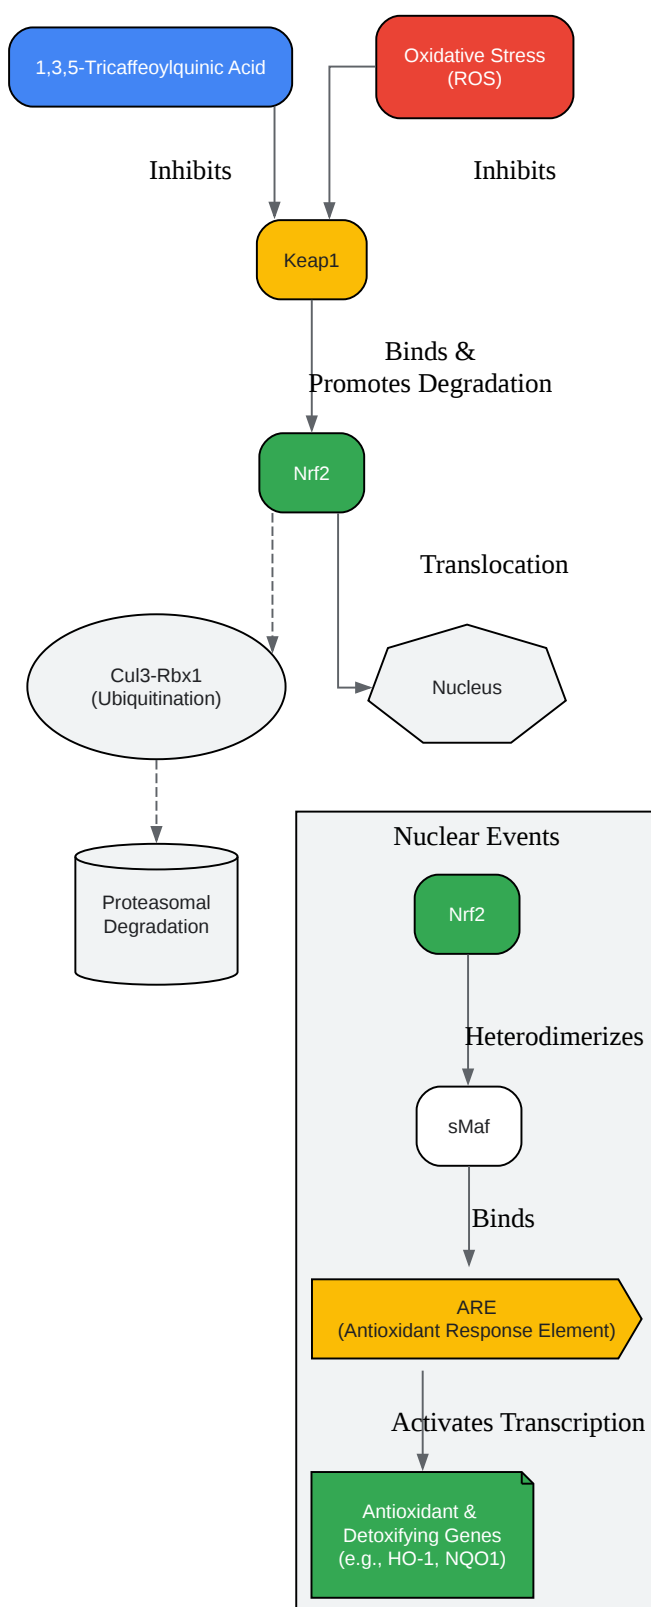 1,3,5-Tricaffeoylquinic Acid
Oxidative Stress
(ROS)
Inhibits
Inhibits
Keap1
Binds &
Promotes Degradation
Nrf2
Translocation
Cul3-Rbx1
(Ubiquitination)
Nucleus
Proteasomal
Degradation
Nuclear Events
Nrf2
Heterodimerizes
sMaf
Binds
ARE
(Antioxidant Response Element)
Activates Transcription
Antioxidant &
Detoxifying Genes
(e.g., HO-1, NQO1)